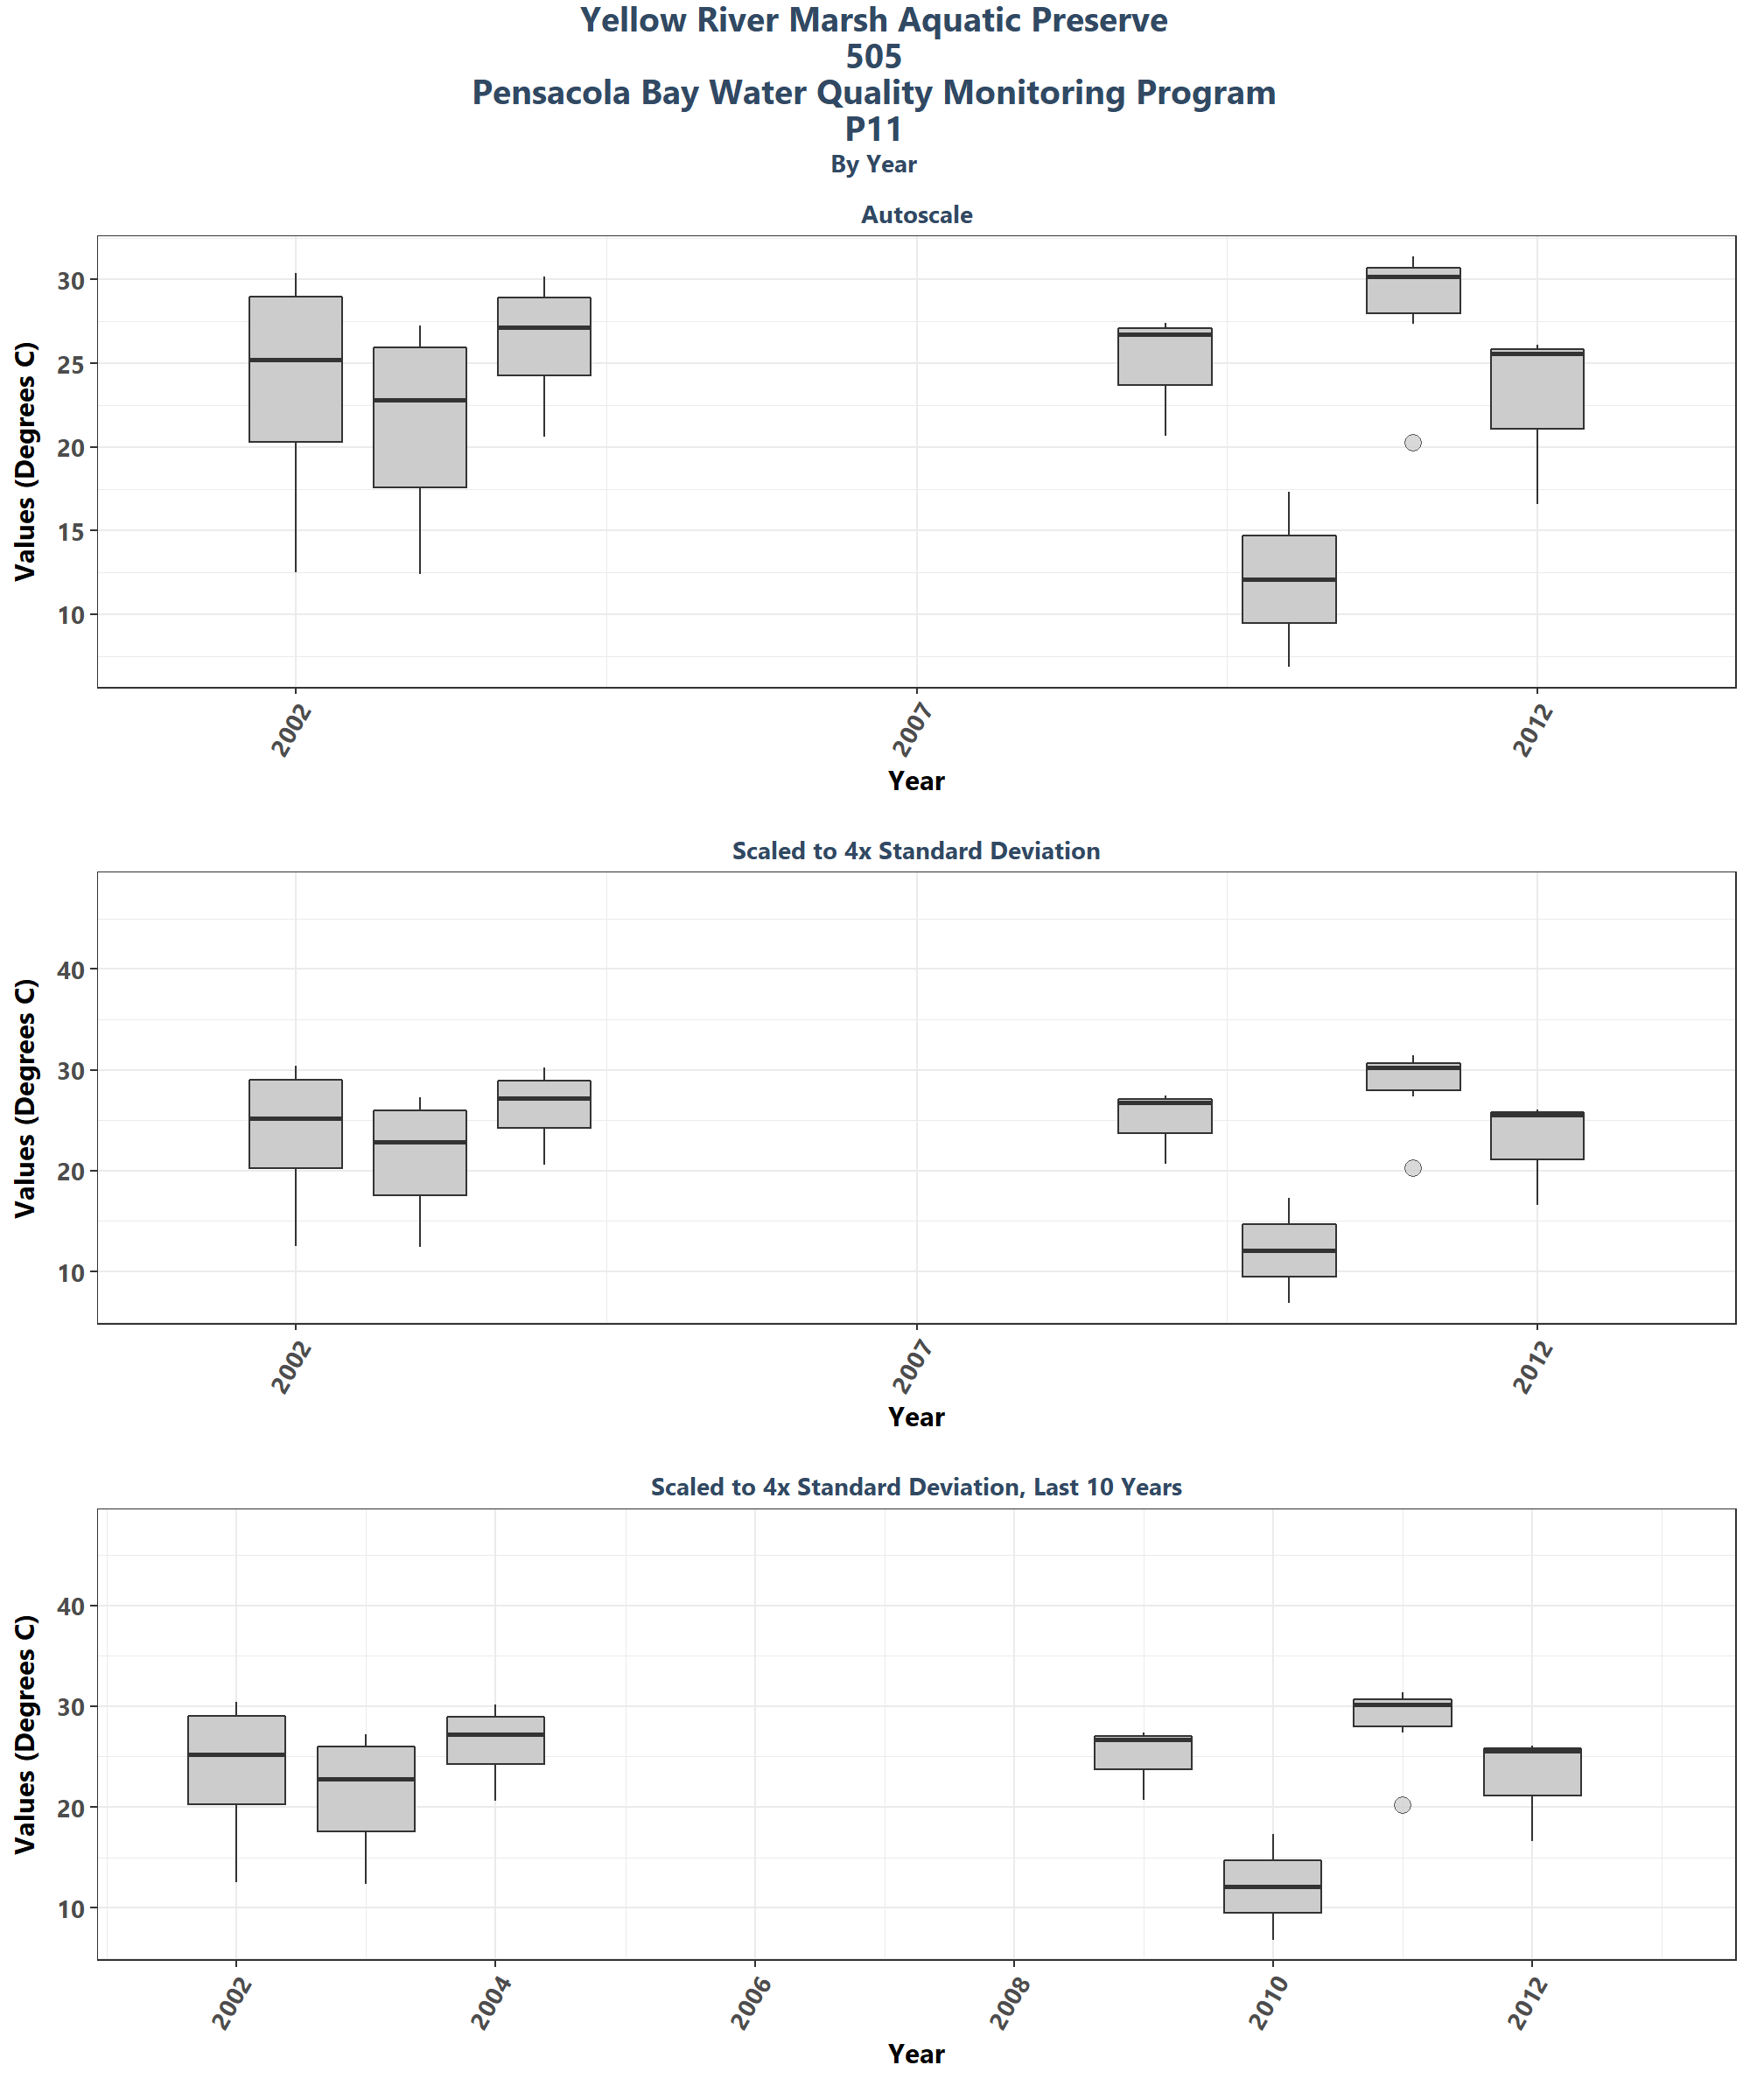 Yellow River Marsh Aquatic Preserve
505
Pensacola Bay Water Quality Monitoring Program
P11
By Year
Autoscale
Values (Degrees C)
30
25
20
15
10
2002
2007
2012
Year
Scaled to 4x Standard Deviation
Values (Degrees C)
40
30
20
10
2002
2007
2012
Year
Scaled to 4x Standard Deviation, Last 10 Years
Values (Degrees C)
40
30
20
10
2002
2004
2006
2008
2010
2012
Year